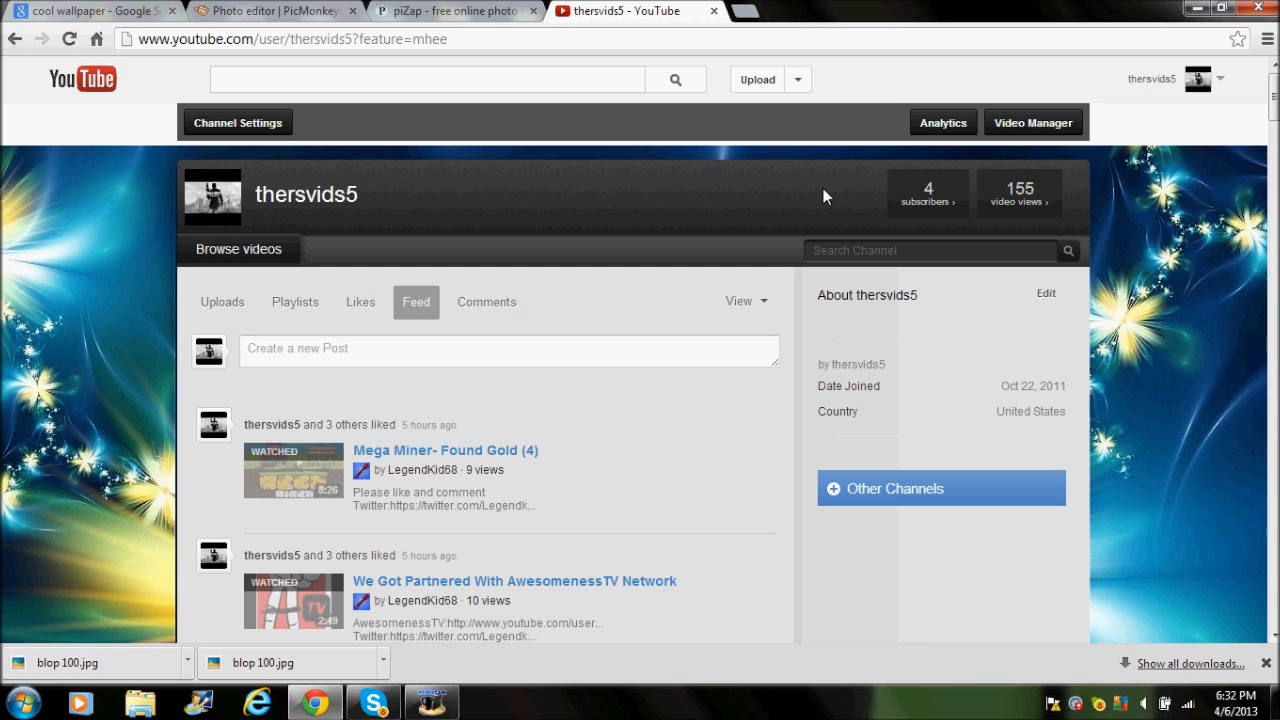 cool wallpaper - Google S
Photo editor | PicMonkey
piZap - free online photo
thersvids5 - YouTube
www.youtube.com/user/thersvids5?feature=mhee
YouTube
Upload
thersvids5
Channel Settings
Analytics
Video Manager
thersvids5
4
subscribers ›
155
video views ›
Browse videos
Search Channel
Uploads
Playlists
Likes
Feed
Comments
View
Create a new Post
About thersvids5
Edit
by thersvids5
Date Joined
Oct 22, 2011
Country
United States
Other Channels
thersvids5 and 3 others liked 5 hours ago
WATCHED
8:26
Mega Miner- Found Gold (4)
by LegendKid68 · 9 views
Please like and comment
Twitter:https://twitter.com/Legendk...
thersvids5 and 3 others liked 5 hours ago
WATCHED
TV
2:49
We Got Partnered With AwesomenessTV Network
by LegendKid68 · 10 views
AwesomenessTV:http://www.youtube.com/user...
Twitter:https://twitter.com/Legendk...
blop 100.jpg
blop 100.jpg
Show all downloads...
6:32 PM
4/6/2013